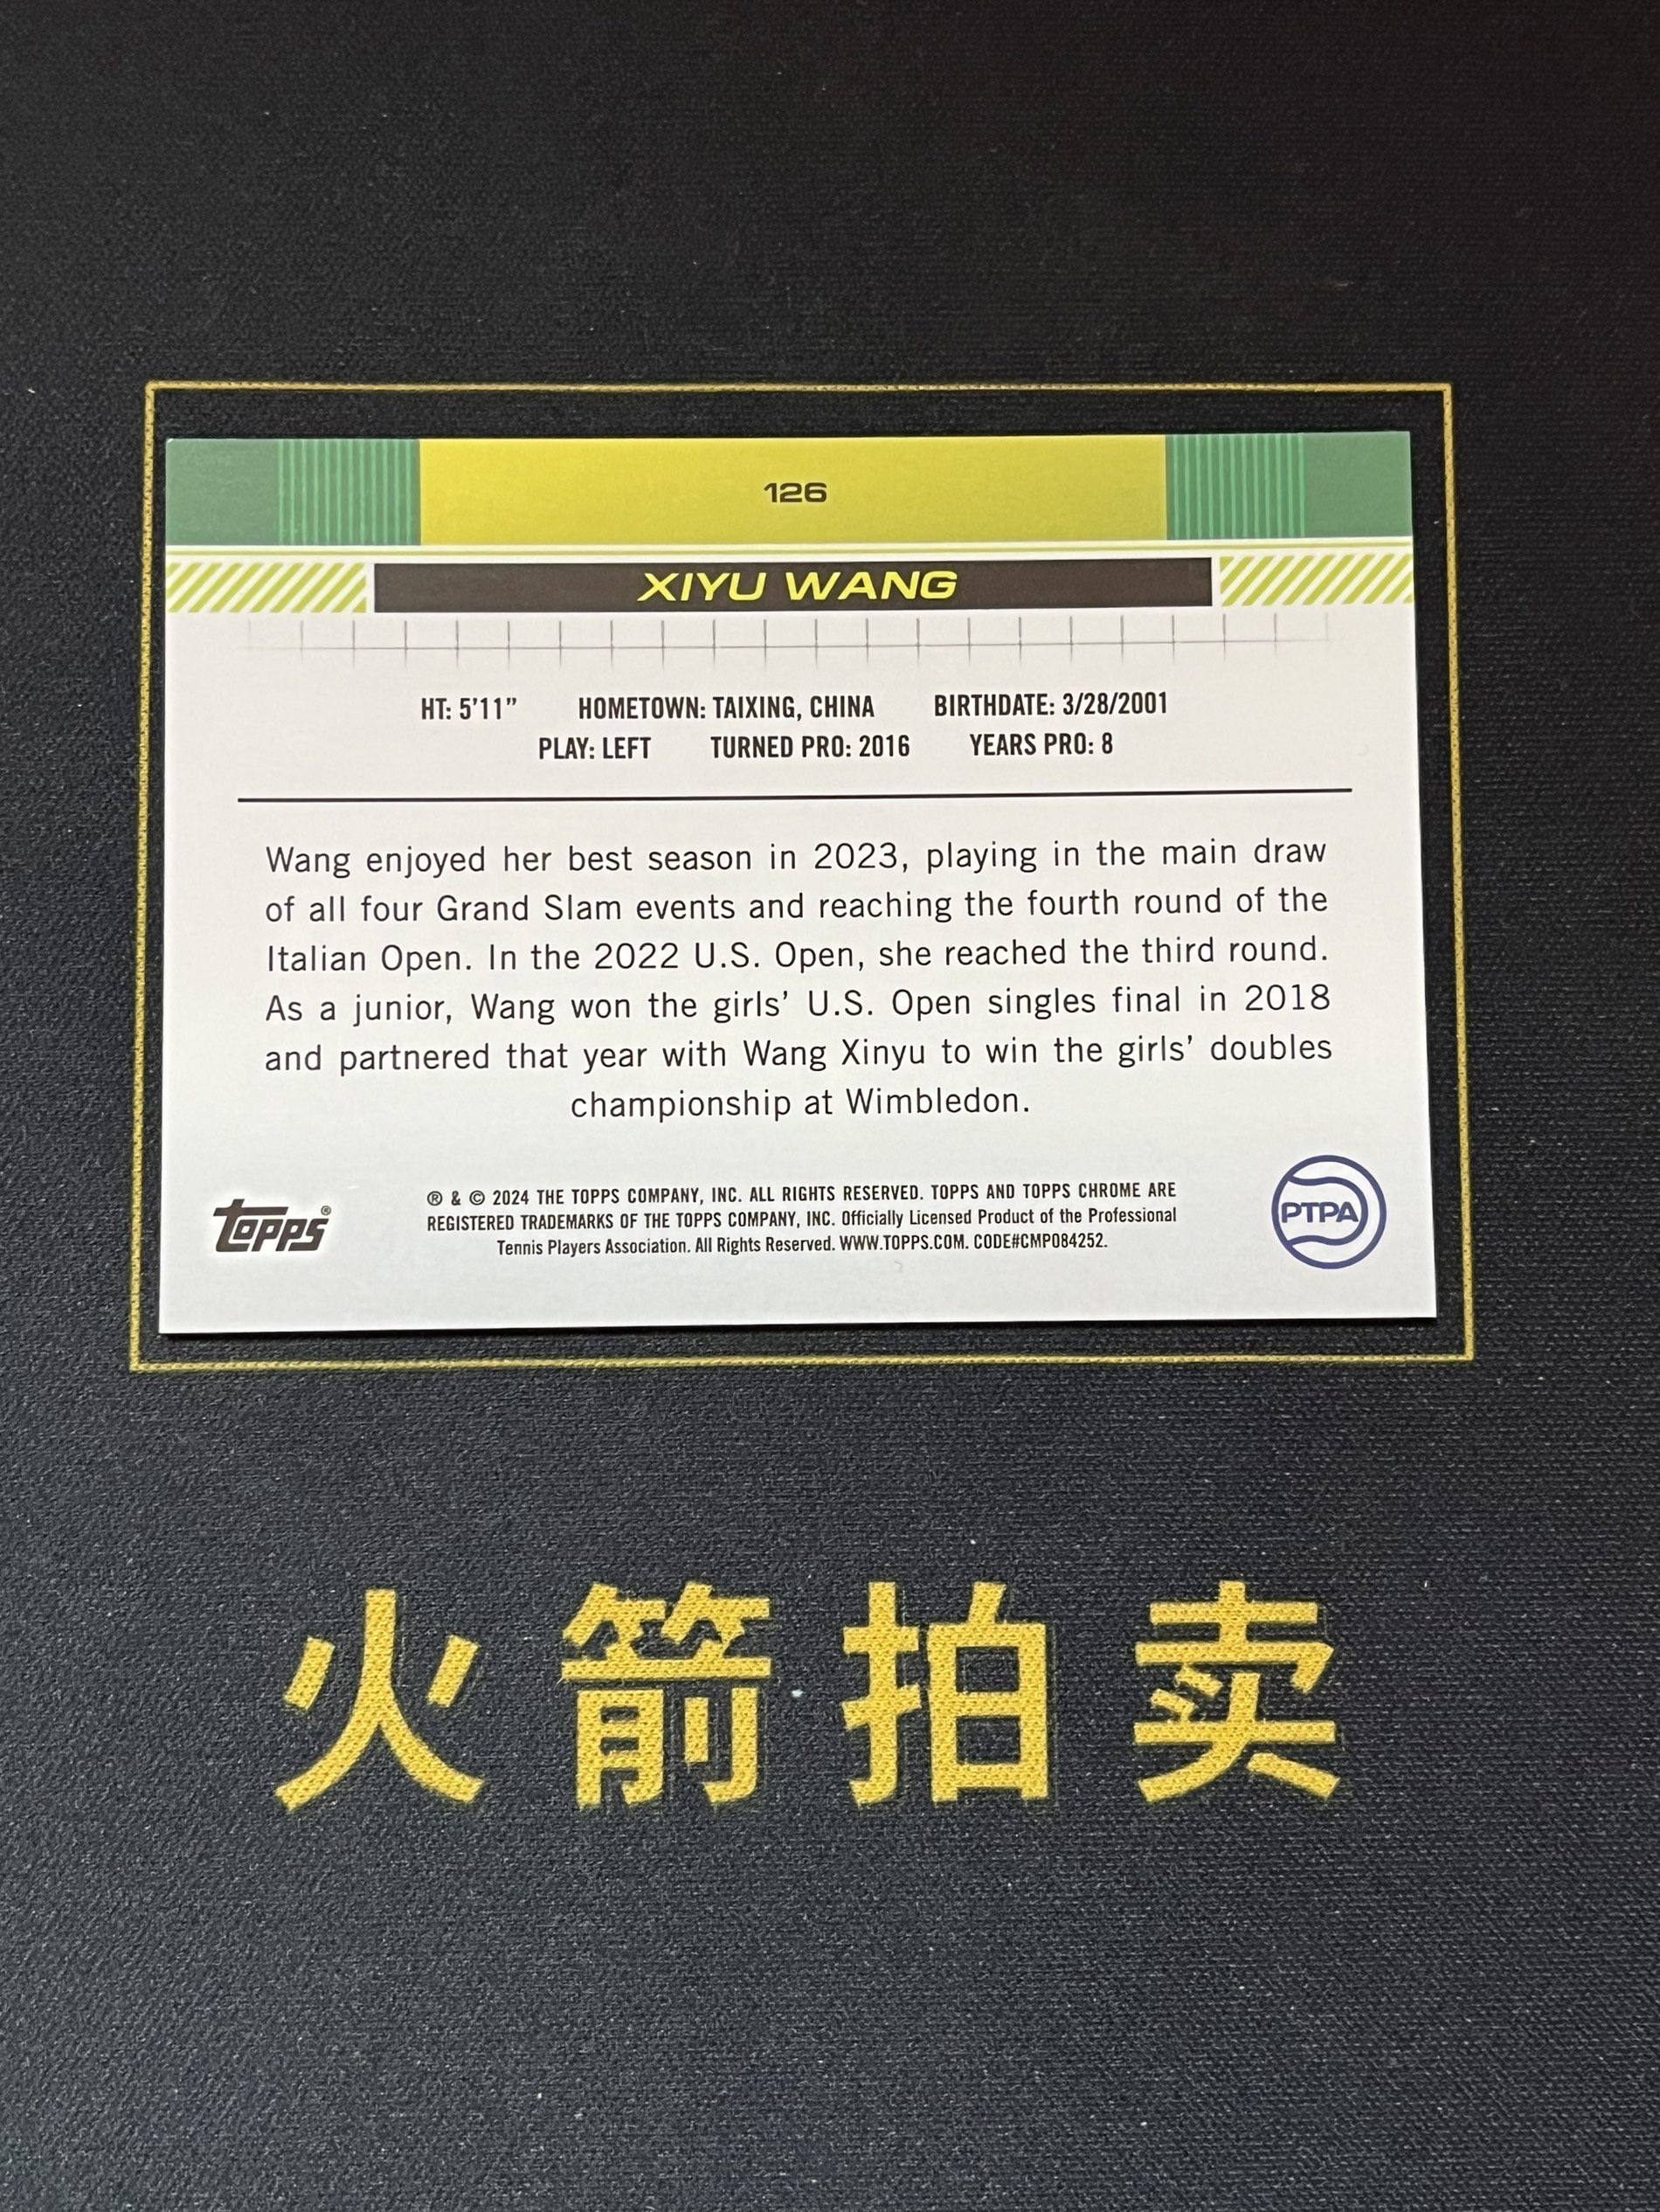 126
XIYU WANG
HT: 5'11" HOMETOWN: TAIXING, CHINA BIRTHDATE: 3/28/2001
PLAY: LEFT TURNED PRO: 2016 YEARS PRO: 8
Wang enjoyed her best season in 2023, playing in the main draw
of all four Grand Slam events and reaching the fourth round of the
Italian Open. In the 2022 U.S. Open, she reached the third round.
As a junior, Wang won the girls' U.S. Open singles final in 2018
and partnered that year with Wang Xinyu to win the girls' doubles
championship at Wimbledon.
topps®
® & © 2024 THE TOPPS COMPANY, INC. ALL RIGHTS RESERVED. TOPPS AND TOPPS CHROME ARE
REGISTERED TRADEMARKS OF THE TOPPS COMPANY, INC. Officially Licensed Product of the Professional
Tennis Players Association. All Rights Reserved. WWW.TOPPS.COM. CODE#CMP084252.
PTPA
火箭拍卖